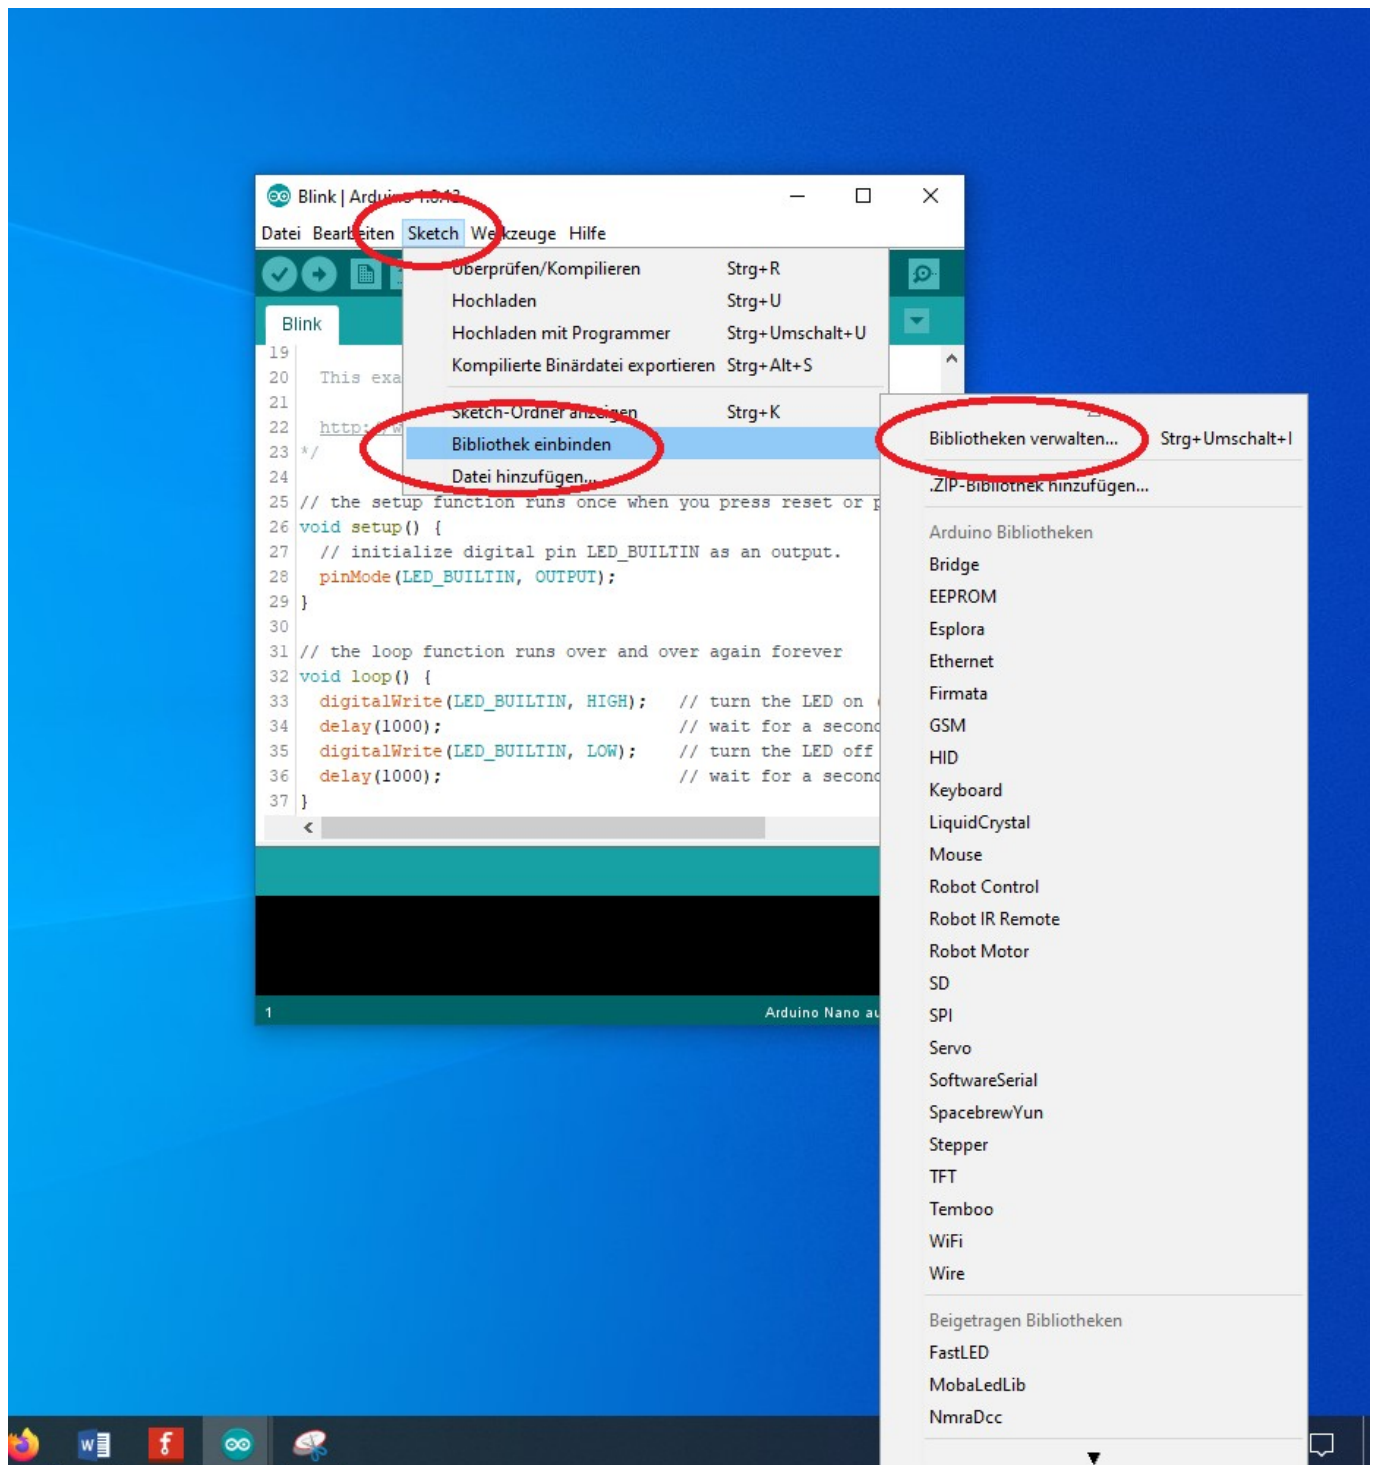 Blink | Arduino 1.8.13
Datei Bearbeiten Sketch Werkzeuge Hilfe
Überprüfen/Kompilieren Strg+R
Hochladen Strg+U
Hochladen mit Programmer Strg+Umschalt+U
Kompilierte Binärdatei exportieren Strg+Alt+S
Sketch-Ordner anzeigen Strg+K
Bibliothek einbinden
Datei hinzufügen...
Blink
19
20 This exa
21
22 http://w
23 */
24
25 // the setup function runs once when you press reset or p
26 void setup() {
27 // initialize digital pin LED_BUILTIN as an output.
28 pinMode(LED_BUILTIN, OUTPUT);
29 }
30
31 // the loop function runs over and over again forever
32 void loop() {
33 digitalWrite(LED_BUILTIN, HIGH); // turn the LED on (
34 delay(1000); // wait for a second
35 digitalWrite(LED_BUILTIN, LOW); // turn the LED off
36 delay(1000); // wait for a second
37 }
1 Arduino Nano au
Bibliotheken verwalten... Strg+Umschalt+I
.ZIP-Bibliothek hinzufügen...
Arduino Bibliotheken
Bridge
EEPROM
Esplora
Ethernet
Firmata
GSM
HID
Keyboard
LiquidCrystal
Mouse
Robot Control
Robot IR Remote
Robot Motor
SD
SPI
Servo
SoftwareSerial
SpacebrewYun
Stepper
TFT
Temboo
WiFi
Wire
Beigetragen Bibliotheken
FastLED
MobaLedLib
NmraDcc